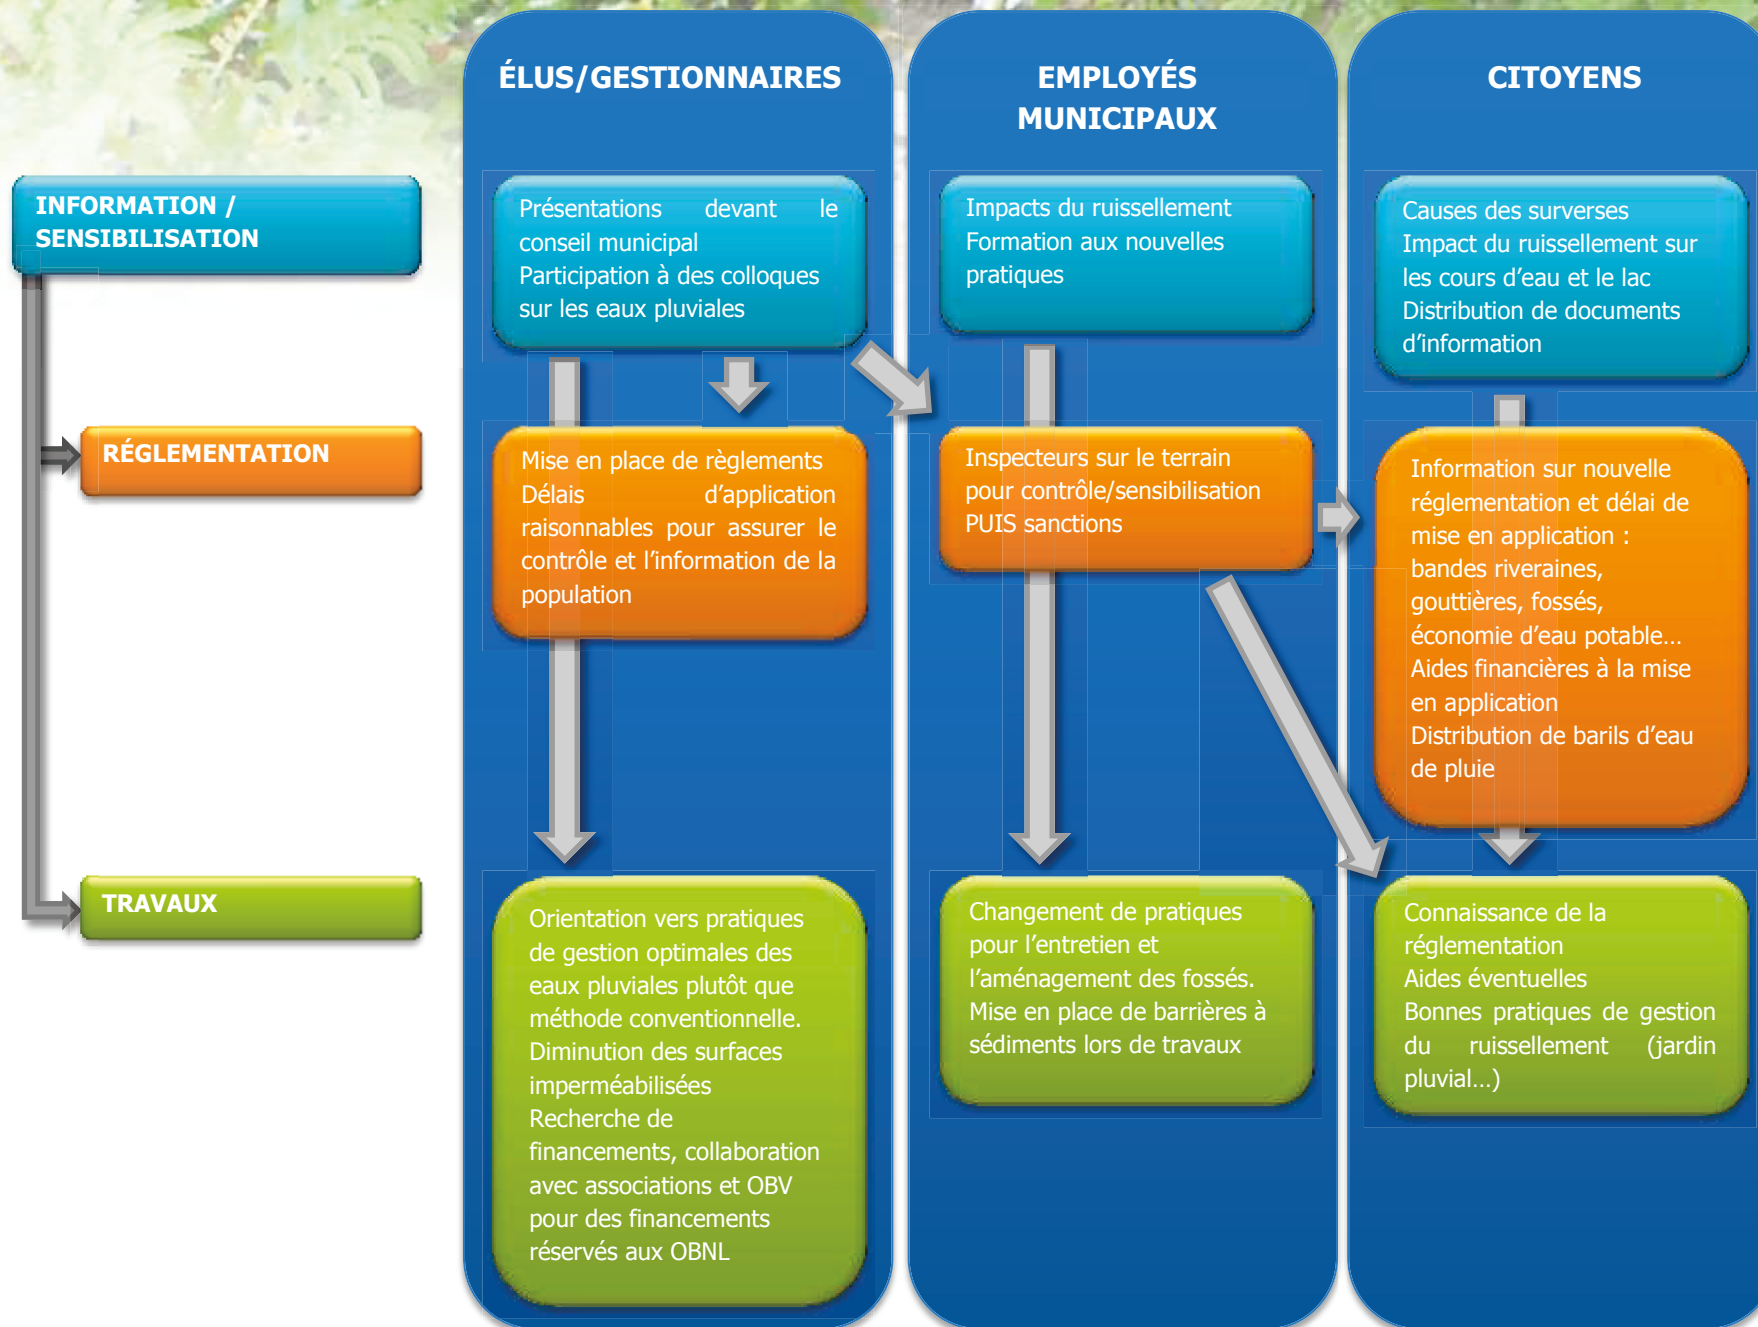 ÉLUS/GESTIONNAIRES
EMPLOYÉS
MUNICIPAUX
CITOYENS
INFORMATION /
SENSIBILISATION
Présentations devant le
conseil municipal
Participation à des colloques
sur les eaux pluviales
Impacts du ruissellement
Formation aux nouvelles
pratiques
Causes des surverses
Impact du ruissellement sur
les cours d'eau et le lac
Distribution de documents
d'information
RÉGLEMENTATION
Mise en place de règlements
Délais d'application
raisonnables pour assurer le
contrôle et l'information de la
population
Inspecteurs sur le terrain
pour contrôle/sensibilisation
PUIS sanctions
Information sur nouvelle
réglementation et délai de
mise en application :
bandes riveraines,
gouttières, fossés,
économie d'eau potable…
Aides financières à la mise
en application
Distribution de barils d'eau
de pluie
TRAVAUX
Orientation vers pratiques
de gestion optimales des
eaux pluviales plutôt que
méthode conventionnelle.
Diminution des surfaces
imperméabilisées
Recherche de
financements, collaboration
avec associations et OBV
pour des financements
réservés aux OBNL
Changement de pratiques
pour l'entretien et
l'aménagement des fossés.
Mise en place de barrières à
sédiments lors de travaux
Connaissance de la
réglementation
Aides éventuelles
Bonnes pratiques de gestion
du ruissellement (jardin
pluvial…)